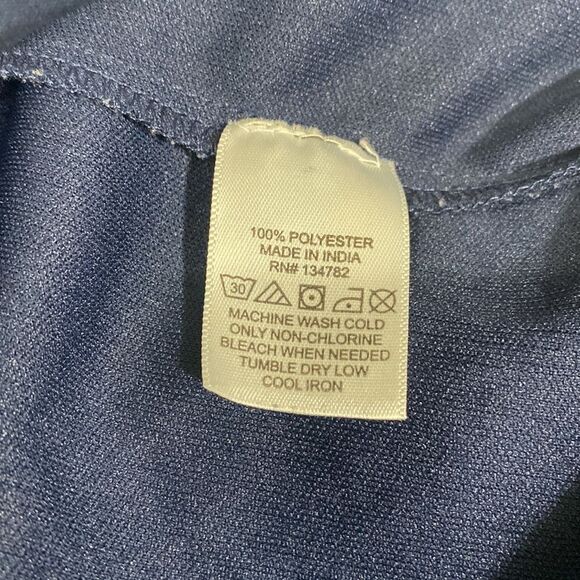 100% POLYESTER
MADE IN INDIA
RN# 134782
30
MACHINE WASH COLD
ONLY NON-CHLORINE
BLEACH WHEN NEEDED
TUMBLE DRY LOW
COOL IRON